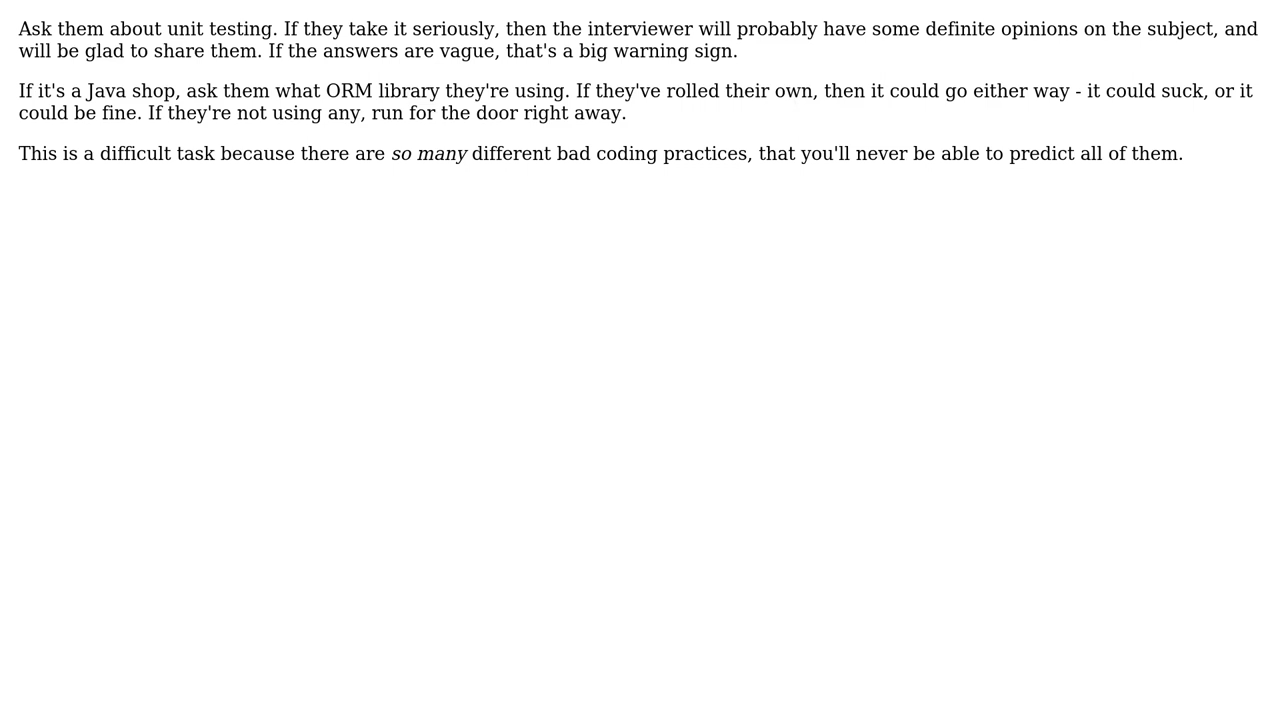 Ask them about unit testing. If they take it seriously, then the interviewer will probably have some definite opinions on the subject, and
will be glad to share them. If the answers are vague, that's a big warning sign.
If it's a Java shop, ask them what ORM library they're using. If they've rolled their own, then it could go either way - it could suck, or it
could be fine. If they're not using any, run for the door right away.
This is a difficult task because there are so many different bad coding practices, that you'll never be able to predict all of them.